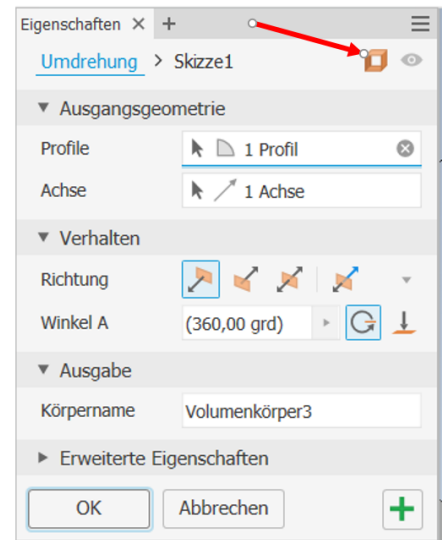 Eigenschaften × +
Umdrehung > Skizze1
Ausgangsgeometrie
Profile 1 Profil
Achse 1 Achse
Verhalten
Richtung
Winkel A (360,00 grd)
Ausgabe
Körpername Volumenkörper3
Erweiterte Eigenschaften
OK Abbrechen